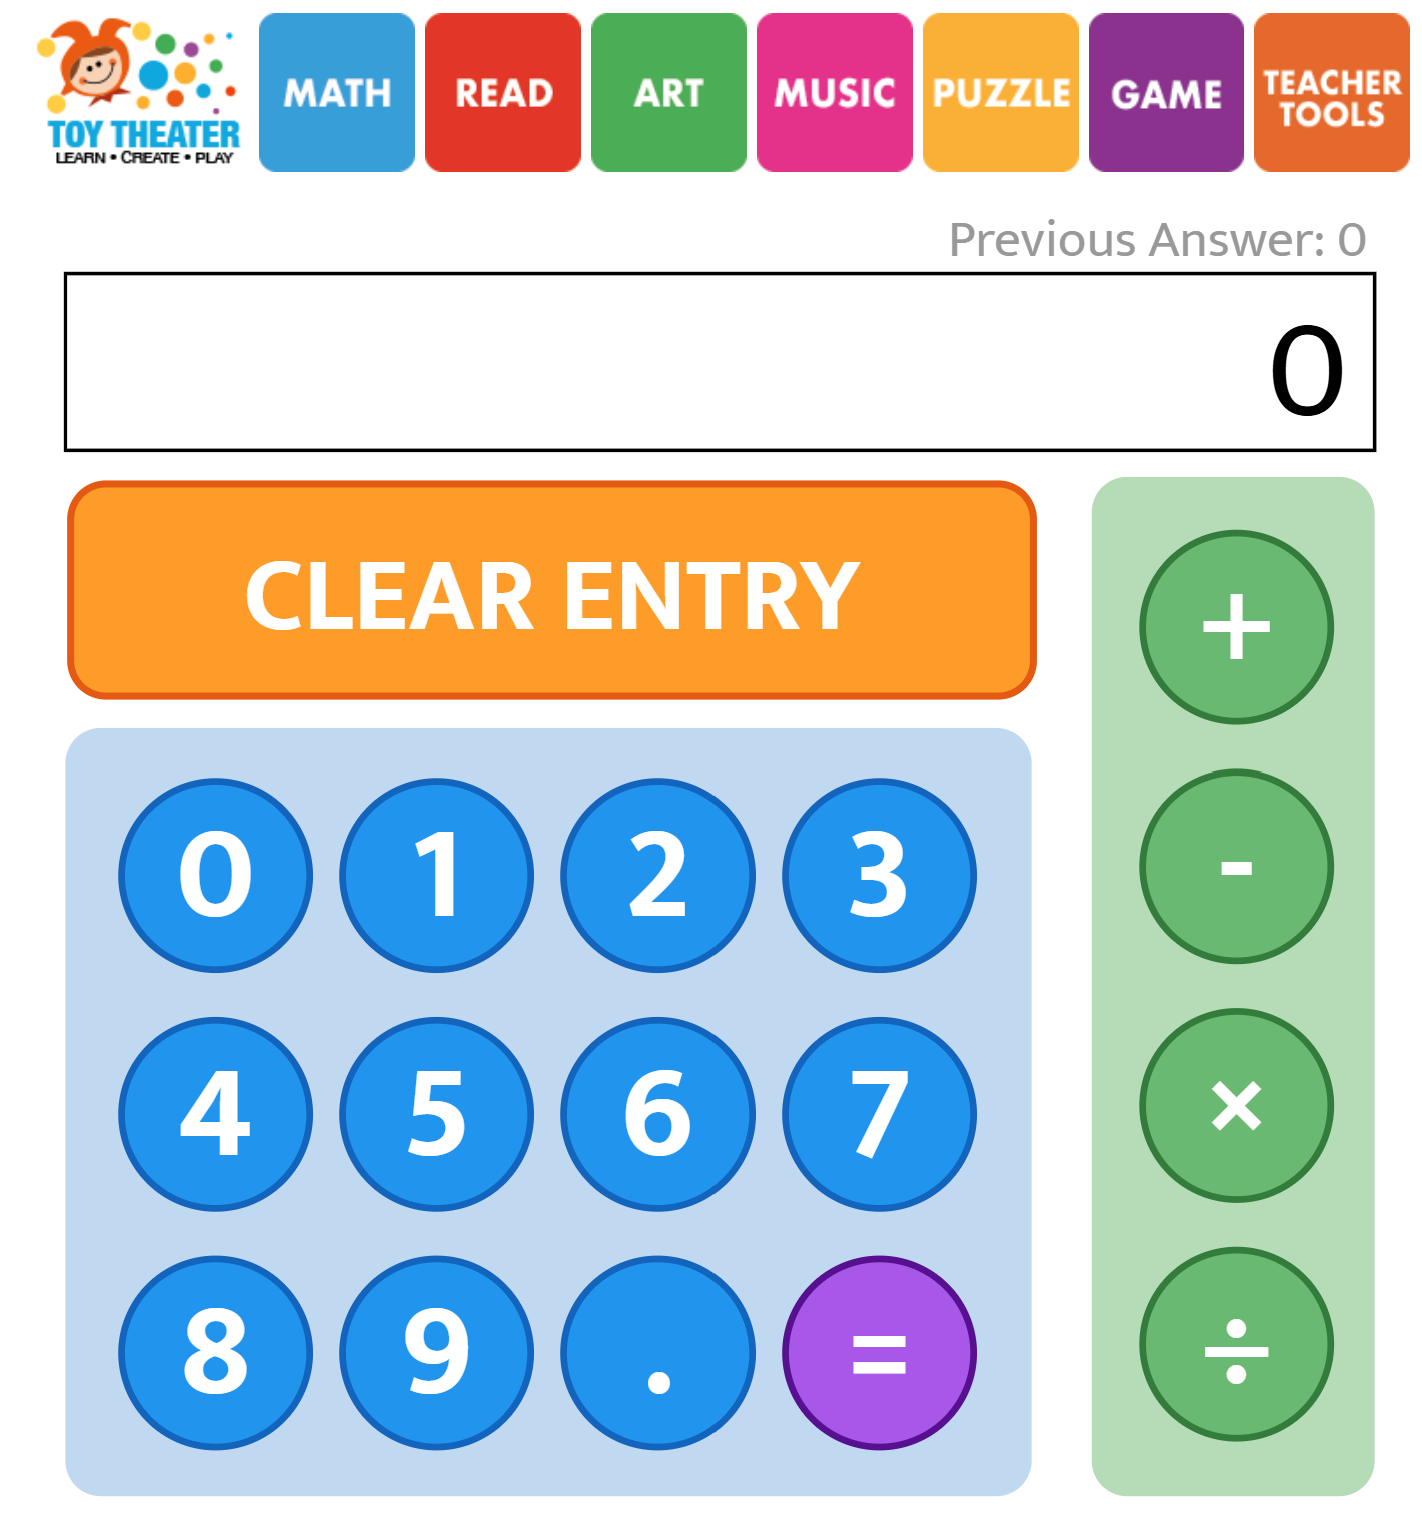 TOY THEATER
LEARN • CREATE • PLAY
MATH
READ
ART
MUSIC
PUZZLE
GAME
TEACHER
TOOLS
Previous Answer: 0
0
CLEAR ENTRY
+
0 1 2 3
-
4 5 6 7
×
8 9 . =
÷